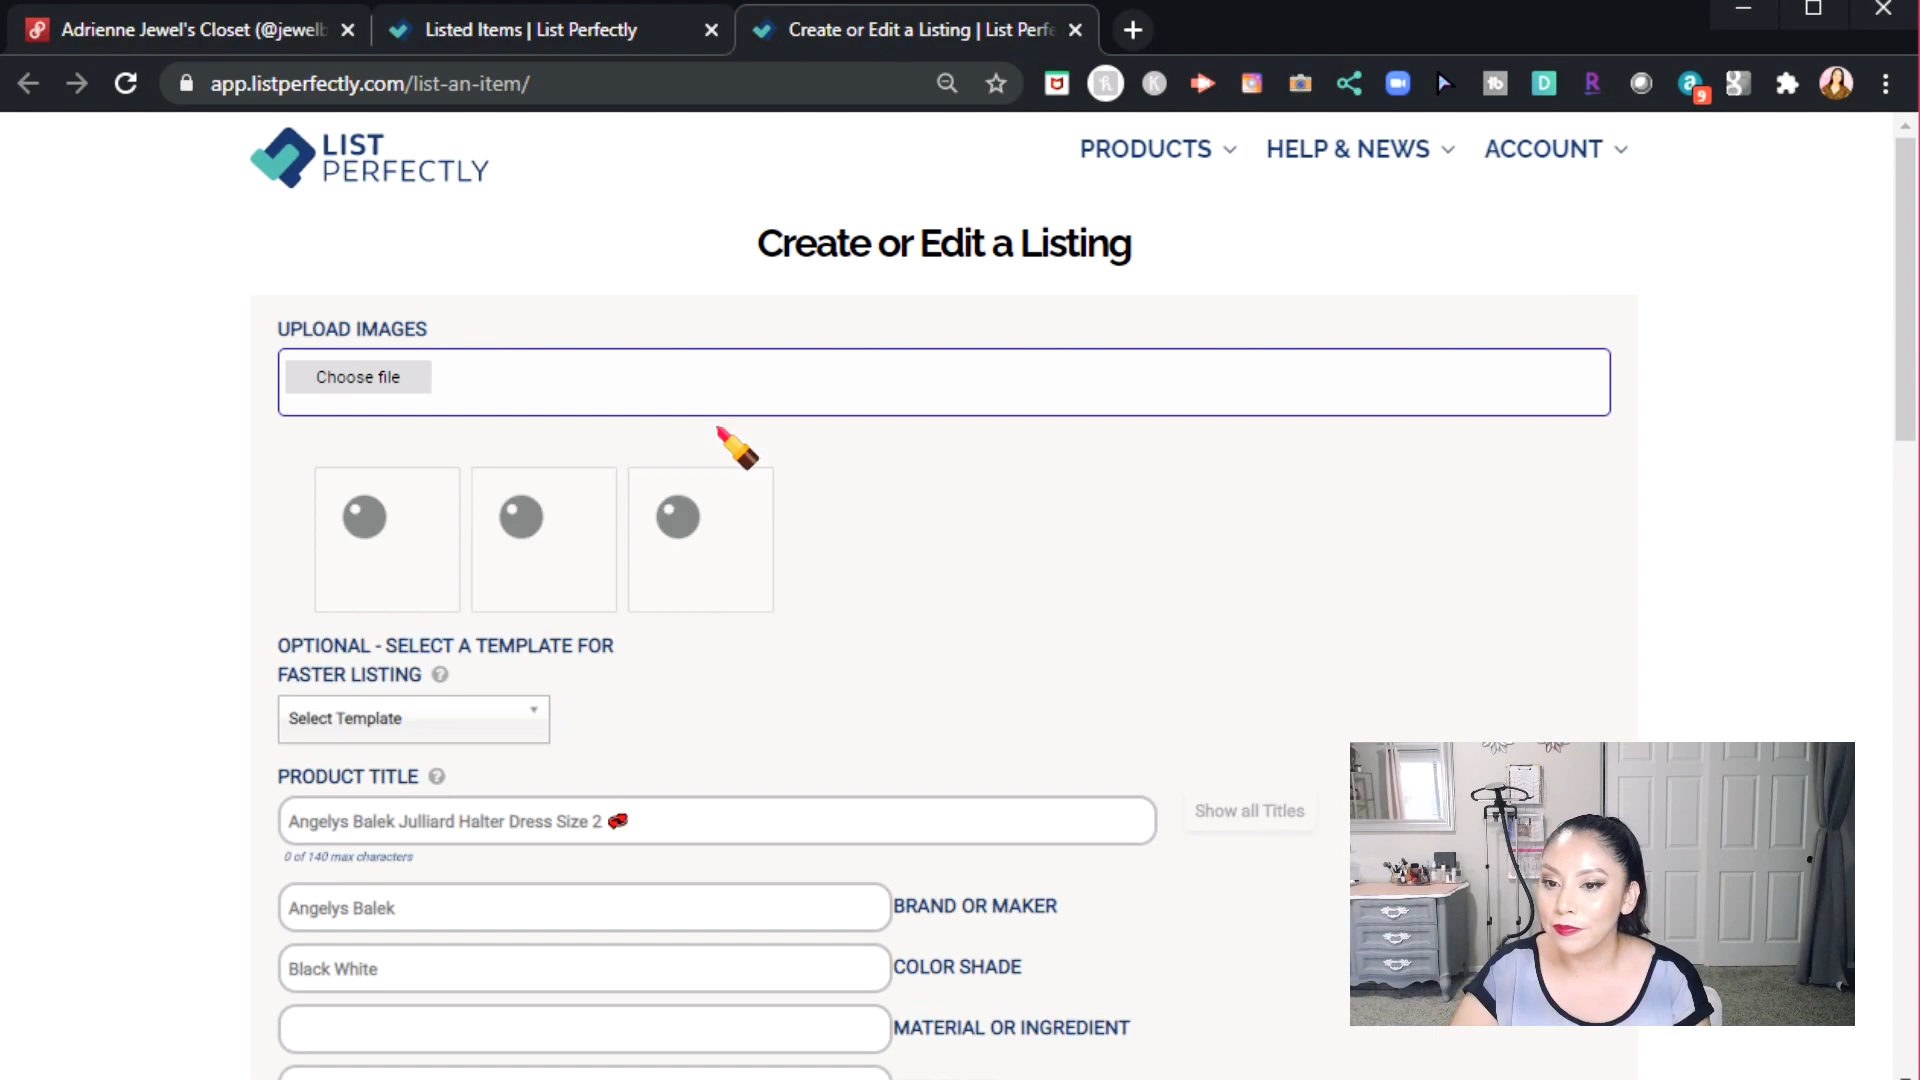 Adrienne Jewel's Closet (@jewelb
Listed Items | List Perfectly
Create or Edit a Listing | List Perfe
app.listperfectly.com/list-an-item/
9
LIST
PERFECTLY
PRODUCTS
HELP & NEWS
ACCOUNT
Create or Edit a Listing
UPLOAD IMAGES
Choose file
OPTIONAL - SELECT A TEMPLATE FOR
FASTER LISTING
Select Template
PRODUCT TITLE
Angelys Balek Julliard Halter Dress Size 2
Show all Titles
0 of 140 max characters
Angelys Balek
BRAND OR MAKER
Black White
COLOR SHADE
MATERIAL OR INGREDIENT